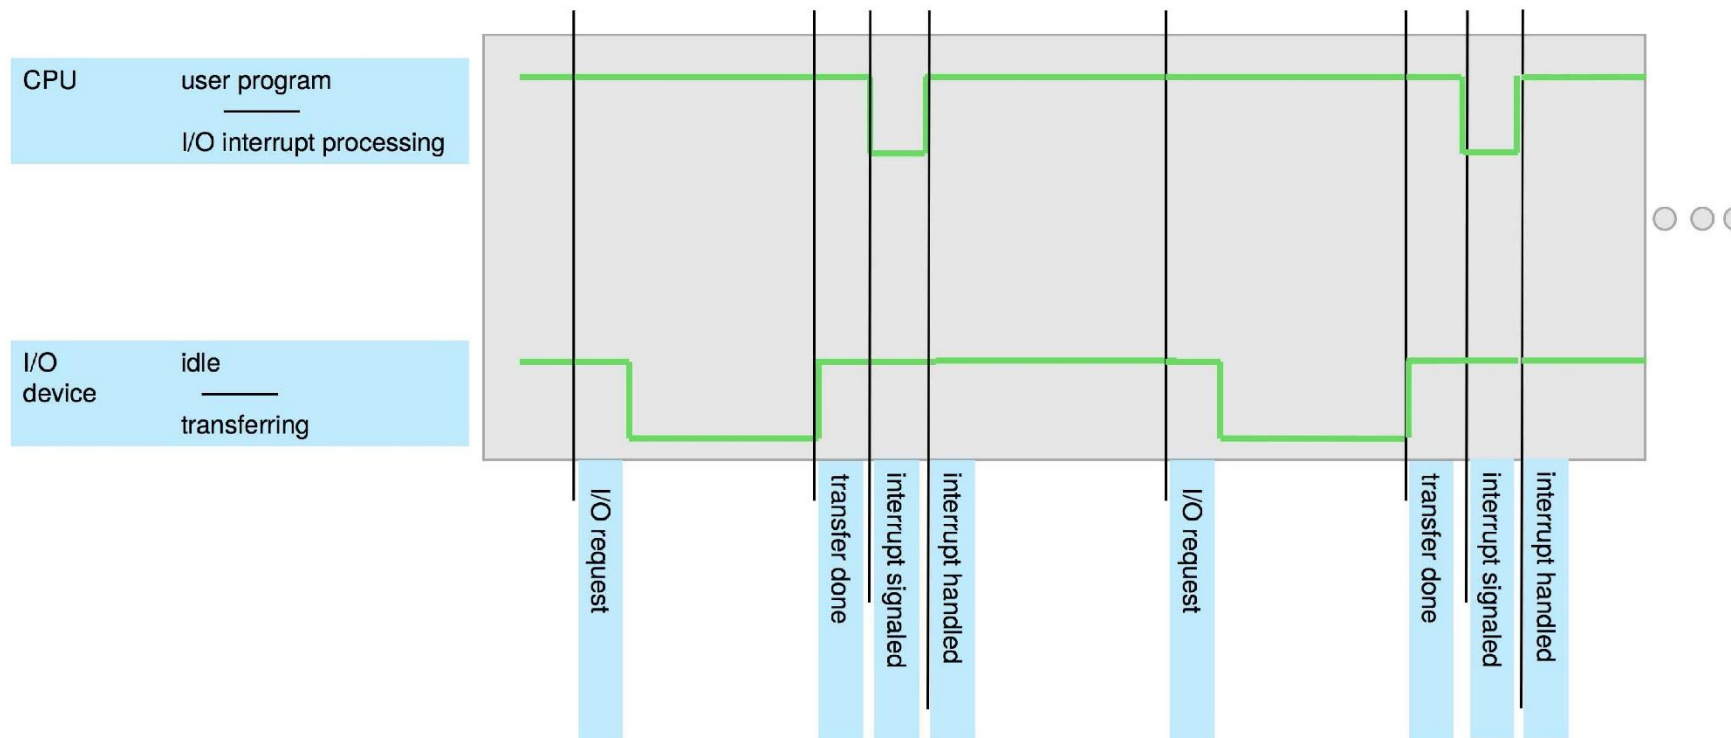 CPU
user program
I/O interrupt processing
I/O
device
idle
transferring
I/O request
transfer done
interrupt signaled
interrupt handled
I/O request
transfer done
interrupt signaled
interrupt handled